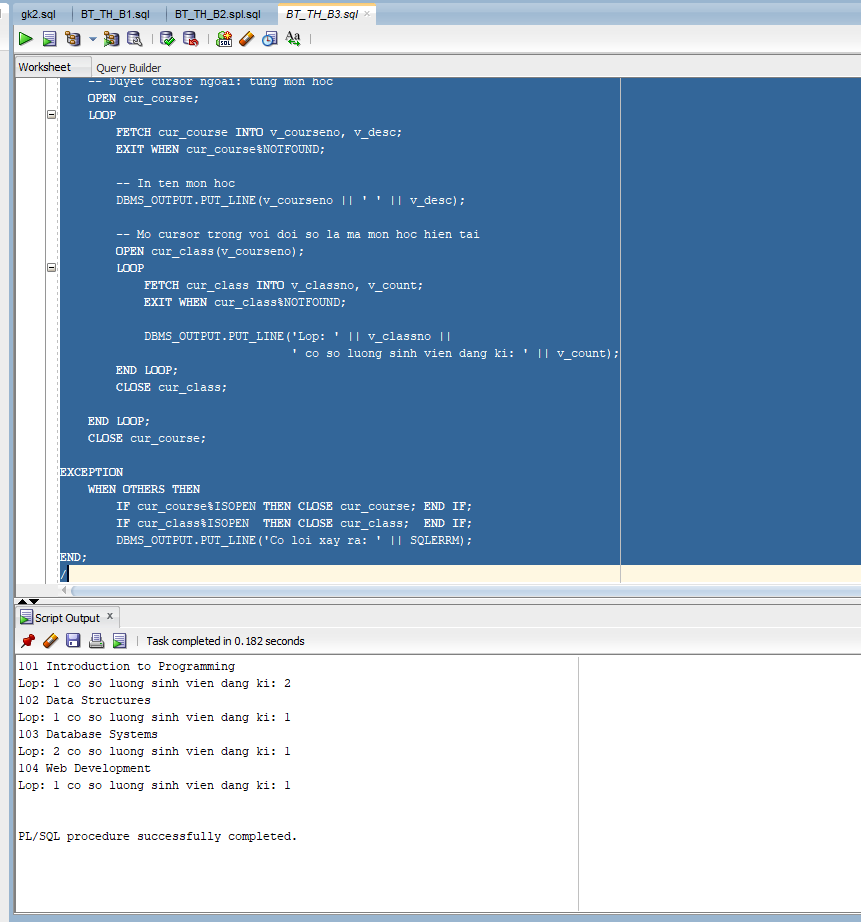 gk2.sql BT_TH_B1.sql BT_TH_B2.spl.sql BT_TH_B3.sql
Worksheet Query Builder
-- Duyet cursor ngoai: tung mon hoc
OPEN cur_course;
LOOP
FETCH cur_course INTO v_courseno, v_desc;
EXIT WHEN cur_course%NOTFOUND;
-- In ten mon hoc
DBMS_OUTPUT.PUT_LINE(v_courseno || ' ' || v_desc);
-- Mo cursor trong voi doi so la ma mon hoc hien tai
OPEN cur_class(v_courseno);
LOOP
FETCH cur_class INTO v_classno, v_count;
EXIT WHEN cur_class%NOTFOUND;
DBMS_OUTPUT.PUT_LINE('Lop: ' || v_classno ||
' co so luong sinh vien dang ki: ' || v_count);
END LOOP;
CLOSE cur_class;
END LOOP;
CLOSE cur_course;
EXCEPTION
WHEN OTHERS THEN
IF cur_course%ISOPEN THEN CLOSE cur_course; END IF;
IF cur_class%ISOPEN  THEN CLOSE cur_class;  END IF;
DBMS_OUTPUT.PUT_LINE('Co loi xay ra: ' || SQLERRM);
END;
/
Script Output x
Task completed in 0.182 seconds
101 Introduction to Programming
Lop: 1 co so luong sinh vien dang ki: 2
102 Data Structures
Lop: 1 co so luong sinh vien dang ki: 1
103 Database Systems
Lop: 2 co so luong sinh vien dang ki: 1
104 Web Development
Lop: 1 co so luong sinh vien dang ki: 1
PL/SQL procedure successfully completed.